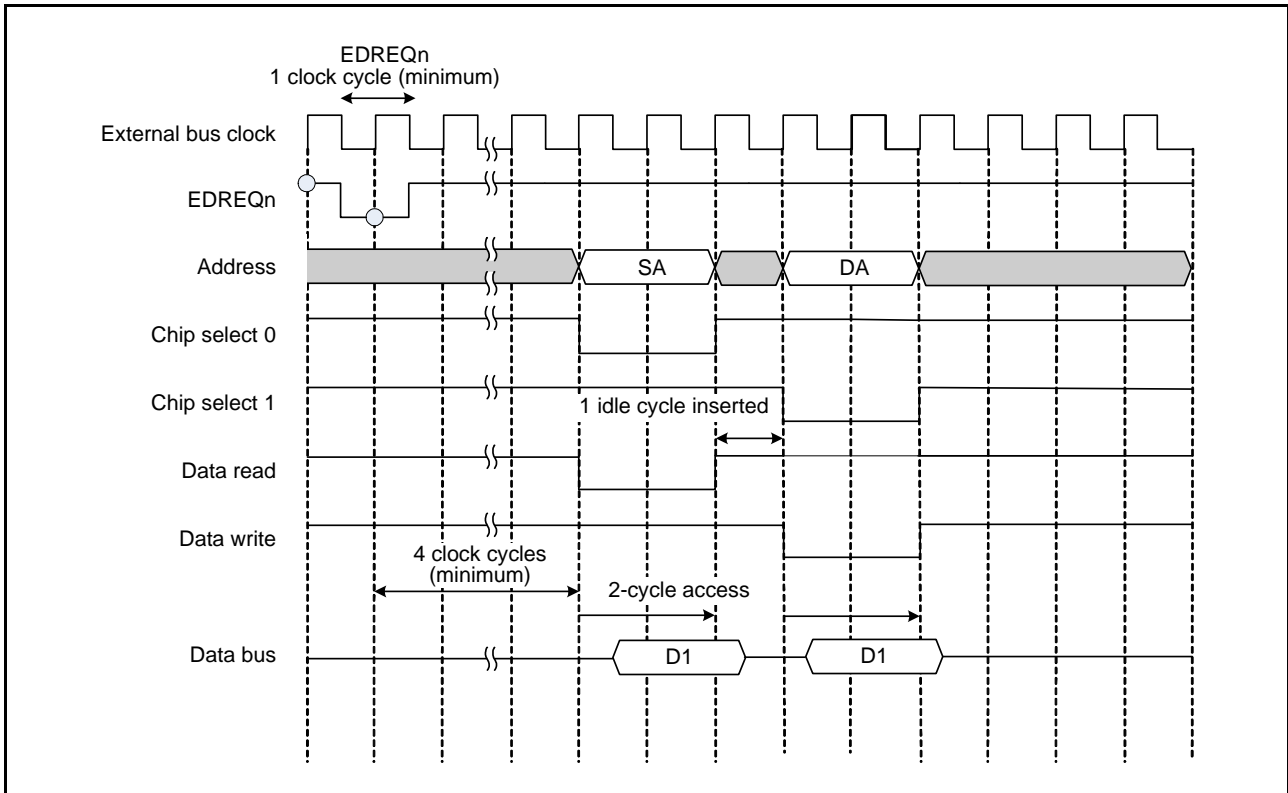 EDREQn
1 clock cycle (minimum)
External bus clock
EDREQn
Address
SA
DA
Chip select 0
Chip select 1
1 idle cycle inserted
Data read
Data write
4 clock cycles
(minimum)
2-cycle access
Data bus
D1
D1